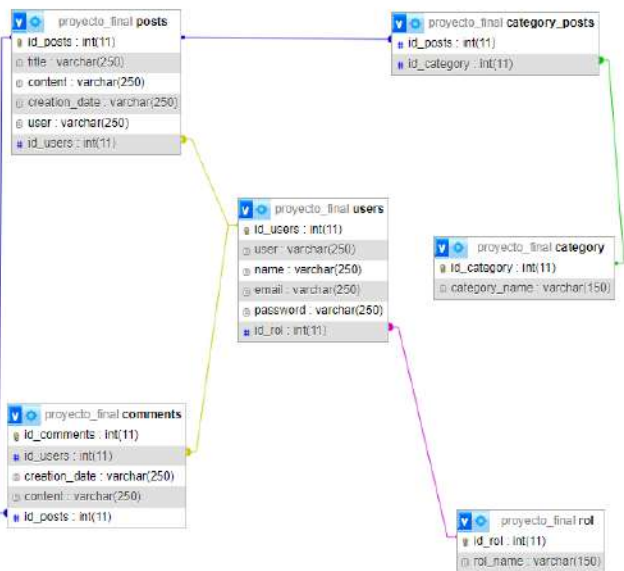 proyecto_final posts
id_posts : int(11)
title : varchar(250)
content : varchar(250)
creation_date : varchar(250)
user : varchar(250)
id_users : int(11)
proyecto_final category_posts
id_posts : int(11)
id_category : int(11)
proyecto_final users
id_users : int(11)
user : varchar(250)
name : varchar(250)
email : varchar(250)
password : varchar(250)
id_rol : int(11)
proyecto_final category
id_category : int(11)
category_name : varchar(150)
proyecto_final comments
id_comments : int(11)
id_users : int(11)
creation_date : varchar(250)
content : varchar(250)
id_posts : int(11)
proyecto_final rol
id_rol : int(11)
rol_name : varchar(150)